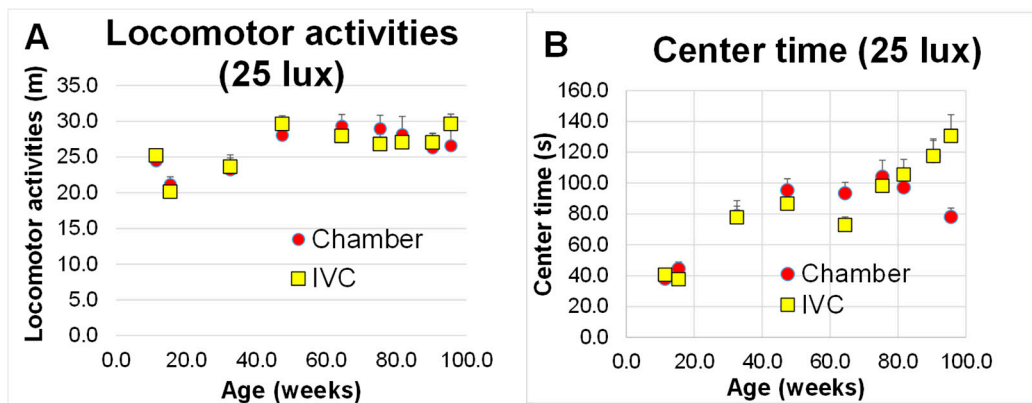 A
Locomotor activities
(25 lux)
Locomotor activities (m)
35.0
30.0
25.0
20.0
15.0
10.0
5.0
0.0
Chamber
IVC
0.0 20.0 40.0 60.0 80.0 100.0
Age (weeks)
B
Center time (25 lux)
Center time (s)
160.0
140.0
120.0
100.0
80.0
60.0
40.0
20.0
0.0
Chamber
IVC
0.0 20.0 40.0 60.0 80.0 100.0
Age (weeks)